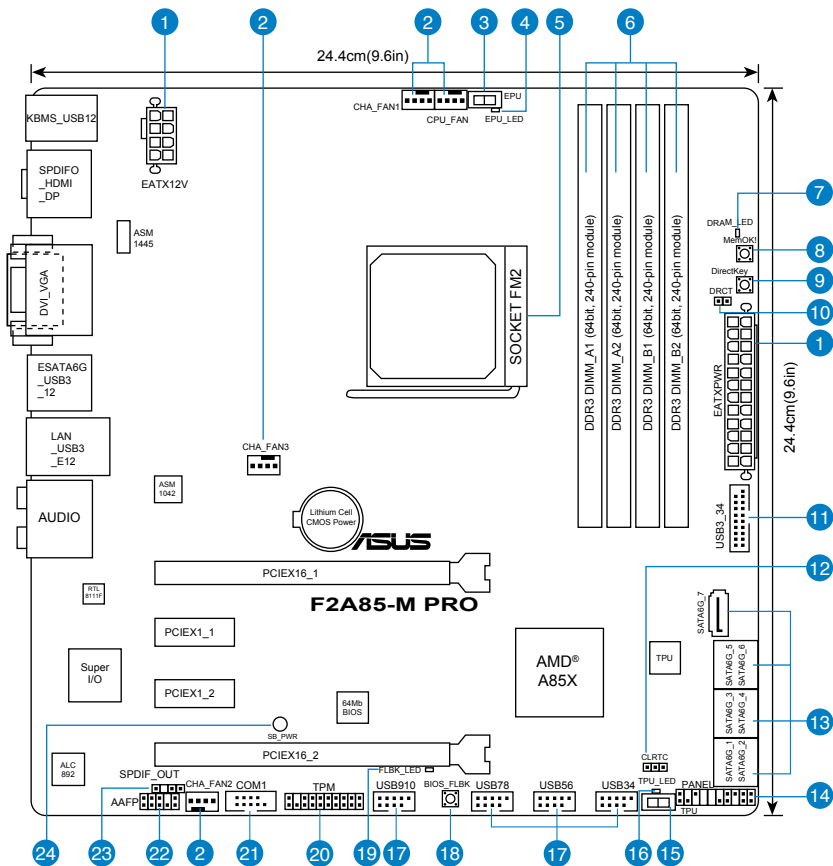 1
2
2
3
4
5
6
24.4cm(9.6in)
KBMS_USB12
CHA_FAN1
CPU_FAN
EPU
EPU_LED
EATX12V
SPDIFO
_HDMI
_DP
ASM
1445
DVI_VGA
SOCKET FM2
DDR3 DIMM_A1 (64bit, 240-pin module)
DDR3 DIMM_A2 (64bit, 240-pin module)
DDR3 DIMM_B1 (64bit, 240-pin module)
DDR3 DIMM_B2 (64bit, 240-pin module)
DRAM_LED
7
MemOK!
8
DirectKey
9
DRCT
10
EATXPWR
1
24.4cm(9.6in)
ESATA6G
_USB3
_12
LAN
_USB3
_E12
2
CHA_FAN3
ASM
1042
AUDIO
Lithium Cell
CMOS Power
ASUS
USB3_34
11
12
PCIEX16_1
RTL
8111F
F2A85-M PRO
SATA6G_7
PCIEX1_1
Super
I/O
AMD®
A85X
TPU
SATA6G_5
SATA6G_6
PCIEX1_2
64Mb
BIOS
SATA6G_3
SATA6G_4
13
SB_PWR
PCIEX16_2
CLRTC
SATA6G_1
SATA6G_2
ALC
892
FLBK_LED
SPDIF_OUT
AAFP
CHA_FAN2
COM1
TPM
USB910
BIOS_FLBK
USB78
USB56
USB34
TPU_LED
TPU
PANEL
14
24
23
22
2
21
20
19
17
18
17
16
15